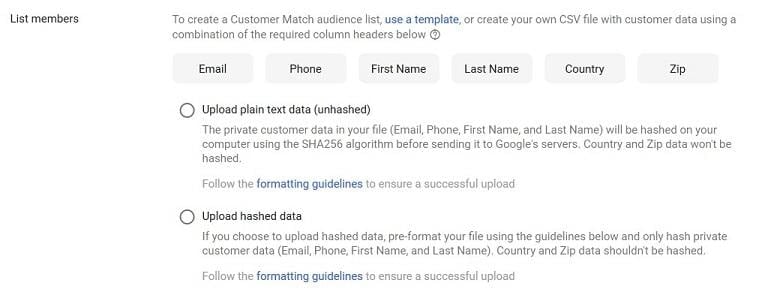 List members
To create a Customer Match audience list, use a template, or create your own CSV file with customer data using a
combination of the required column headers below
Email
Phone
First Name
Last Name
Country
Zip
Upload plain text data (unhashed)
The private customer data in your file (Email, Phone, First Name, and Last Name) will be hashed on your
computer using the SHA256 algorithm before sending it to Google's servers. Country and Zip data won't be
hashed.
Follow the formatting guidelines to ensure a successful upload
Upload hashed data
If you choose to upload hashed data, pre-format your file using the guidelines below and only hash private
customer data (Email, Phone, First Name, and Last Name). Country and Zip data shouldn't be hashed.
Follow the formatting guidelines to ensure a successful upload